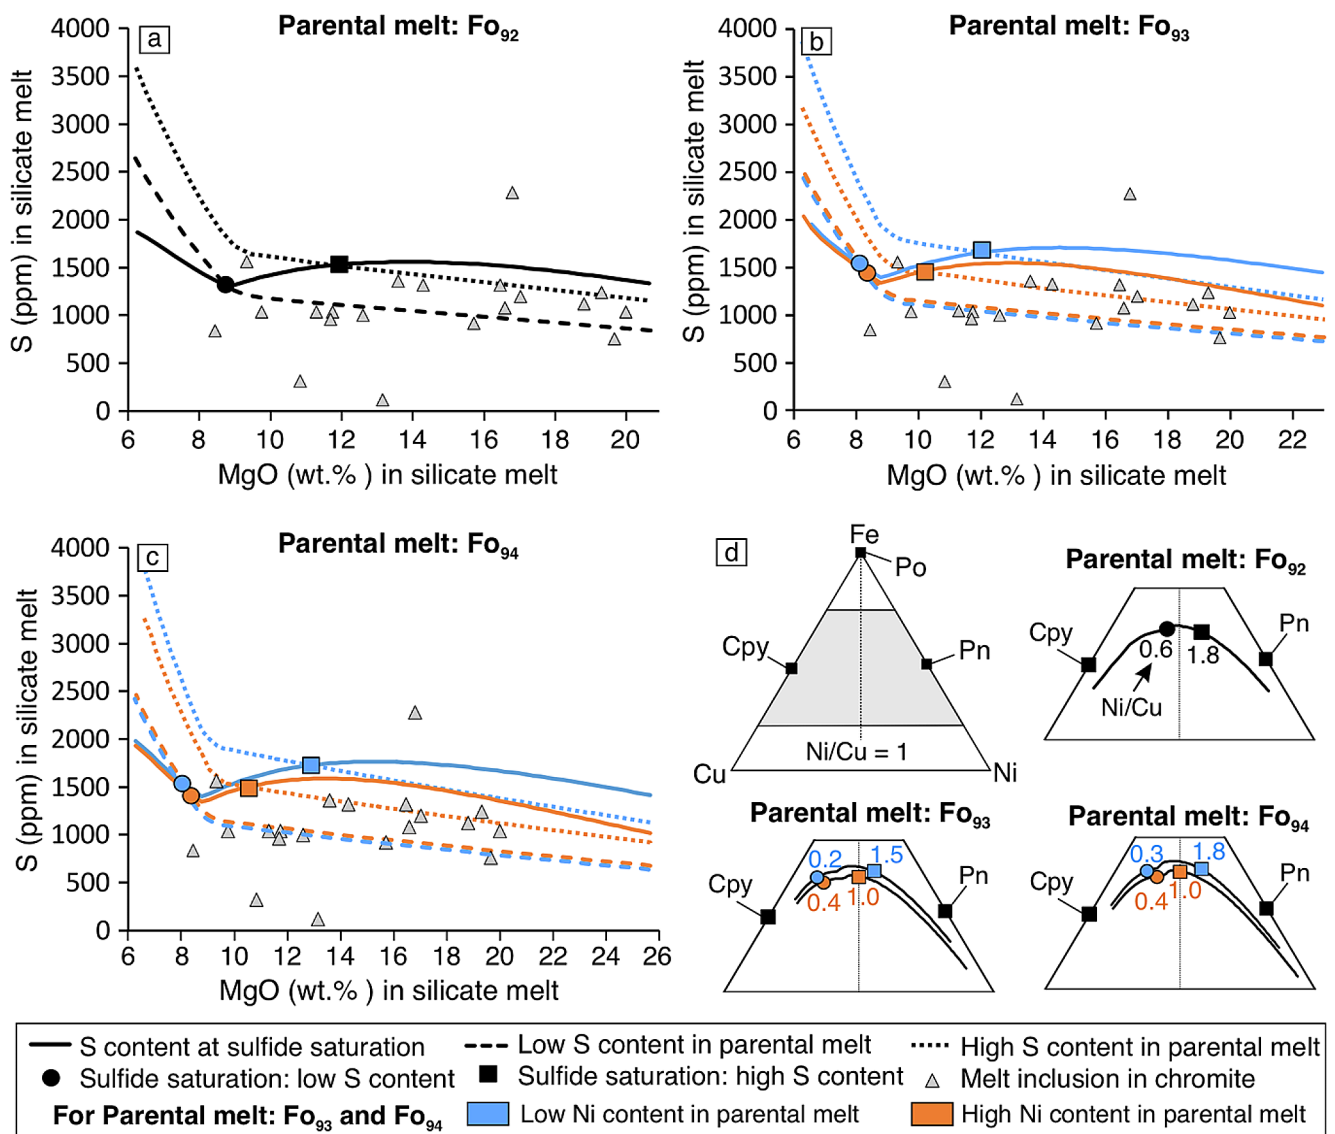 a
Parental melt: Fo92
4000
3500
3000
2500
2000
1500
1000
500
0
S (ppm) in silicate melt
6 8 10 12 14 16 18 20
MgO (wt.% ) in silicate melt
b
Parental melt: Fo93
4000
3500
3000
2500
2000
1500
1000
500
0
S (ppm) in silicate melt
6 8 10 12 14 16 18 20 22
MgO (wt.% ) in silicate melt
c
Parental melt: Fo94
4000
3500
3000
2500
2000
1500
1000
500
0
S (ppm) in silicate melt
6 8 10 12 14 16 18 20 22 24 26
MgO (wt.% ) in silicate melt
d
Fe
Po
Cpy
Pn
Ni/Cu = 1
Cu
Ni
Parental melt: Fo92
Cpy
Pn
0.6
1.8
Ni/Cu
Parental melt: Fo93
0.2
1.5
Cpy
Pn
0.4
1.0
Parental melt: Fo94
0.3
1.8
Cpy
Pn
0.4
1.0
S content at sulfide saturation
Low S content in parental melt
High S content in parental melt
Sulfide saturation: low S content
Sulfide saturation: high S content
Melt inclusion in chromite
For Parental melt: Fo93 and Fo94
Low Ni content in parental melt
High Ni content in parental melt